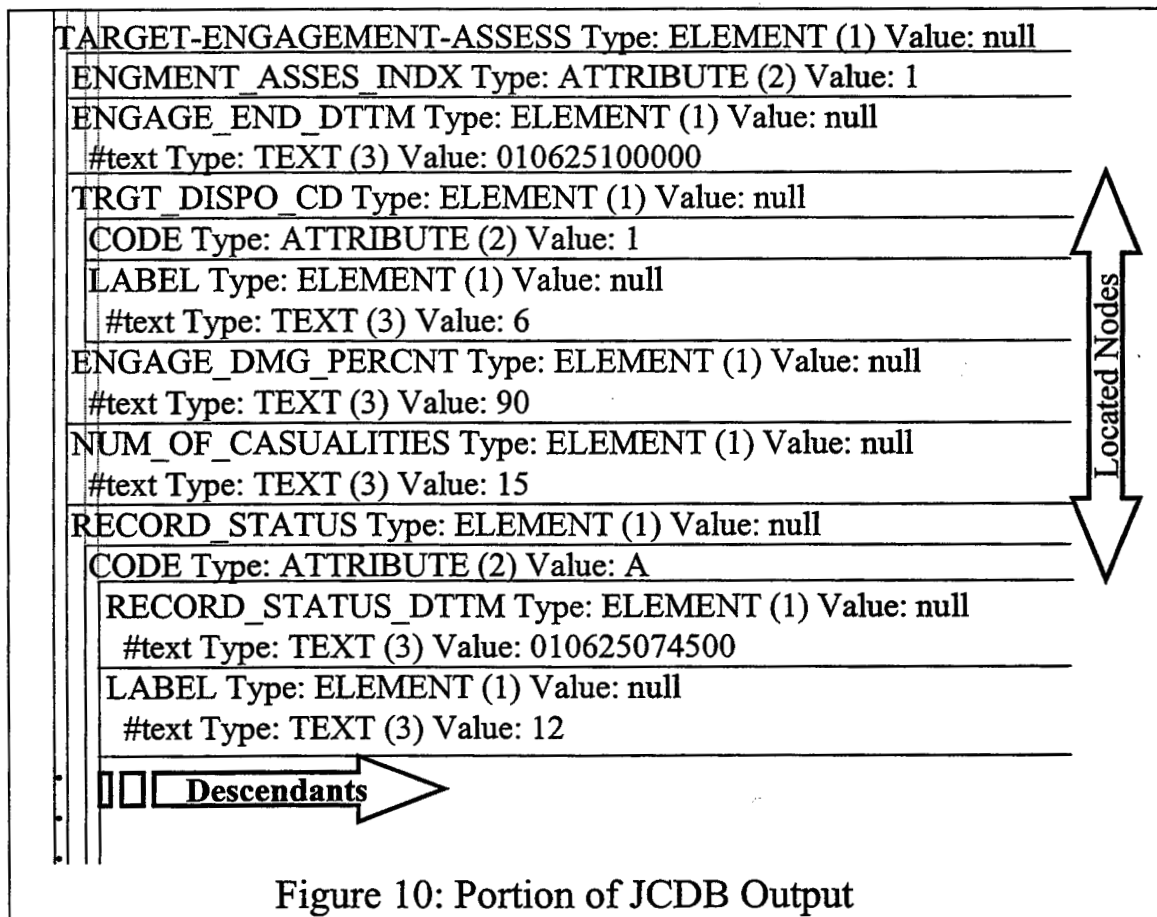 TARGET-ENGAGEMENT-ASSESS Type: ELEMENT (1) Value: null
ENGMENT_ASSES_INDX Type: ATTRIBUTE (2) Value: 1
ENGAGE_END_DTTM Type: ELEMENT (1) Value: null
#text Type: TEXT (3) Value: 010625100000
TRGT_DISPO_CD Type: ELEMENT (1) Value: null
CODE Type: ATTRIBUTE (2) Value: 1
LABEL Type: ELEMENT (1) Value: null
#text Type: TEXT (3) Value: 6
ENGAGE_DMG_PERCNT Type: ELEMENT (1) Value: null
#text Type: TEXT (3) Value: 90
NUM_OF_CASUALITIES Type: ELEMENT (1) Value: null
#text Type: TEXT (3) Value: 15
RECORD_STATUS Type: ELEMENT (1) Value: null
CODE Type: ATTRIBUTE (2) Value: A
RECORD_STATUS_DTTM Type: ELEMENT (1) Value: null
#text Type: TEXT (3) Value: 010625074500
LABEL Type: ELEMENT (1) Value: null
#text Type: TEXT (3) Value: 12
Located Nodes
Descendants
Figure 10: Portion of JCDB Output